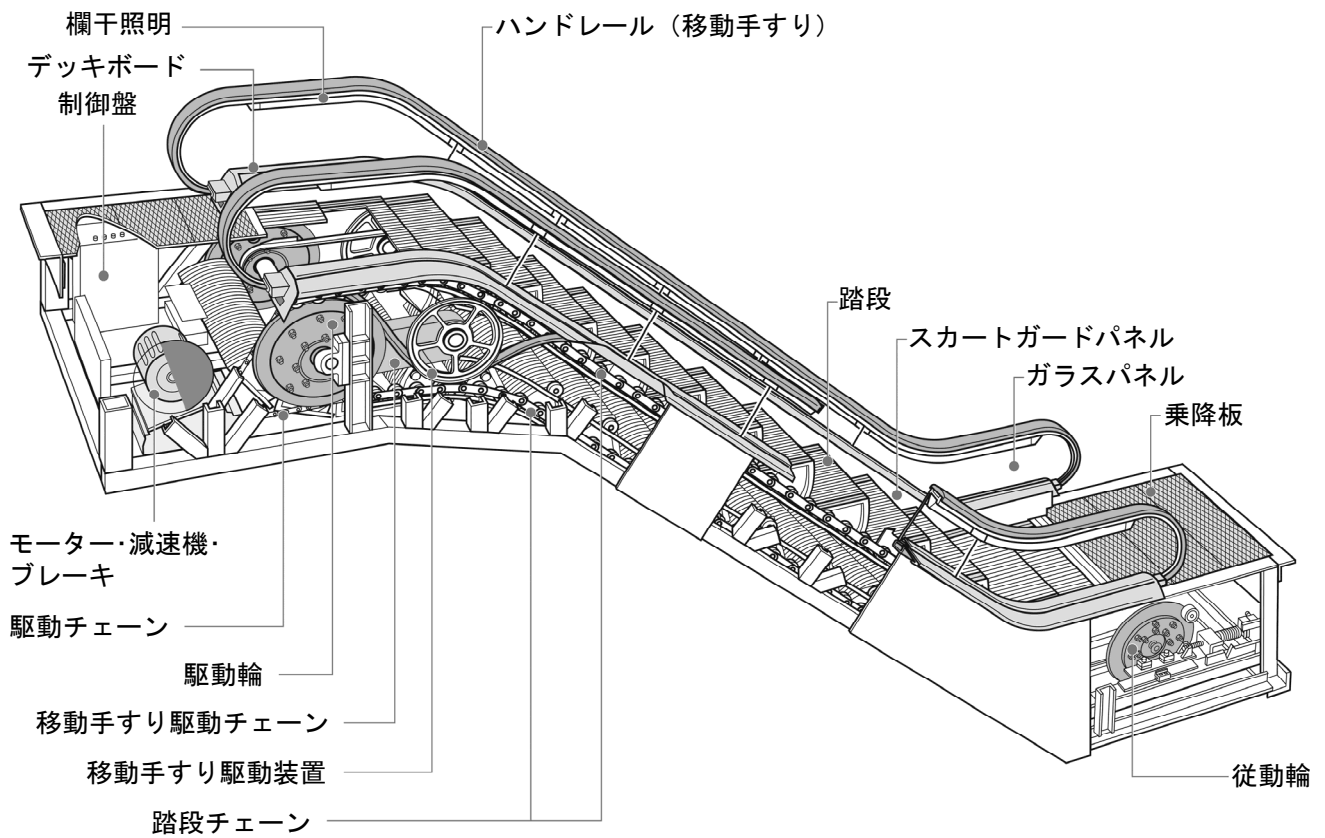 欄干照明
ハンドレール（移動手すり）
デッキボード
制御盤
踏段
スカートガードパネル
ガラスパネル
乗降板
モーター・減速機・
ブレーキ
駆動チェーン
駆動輪
移動手すり駆動チェーン
移動手すり駆動装置
踏段チェーン
従動輪